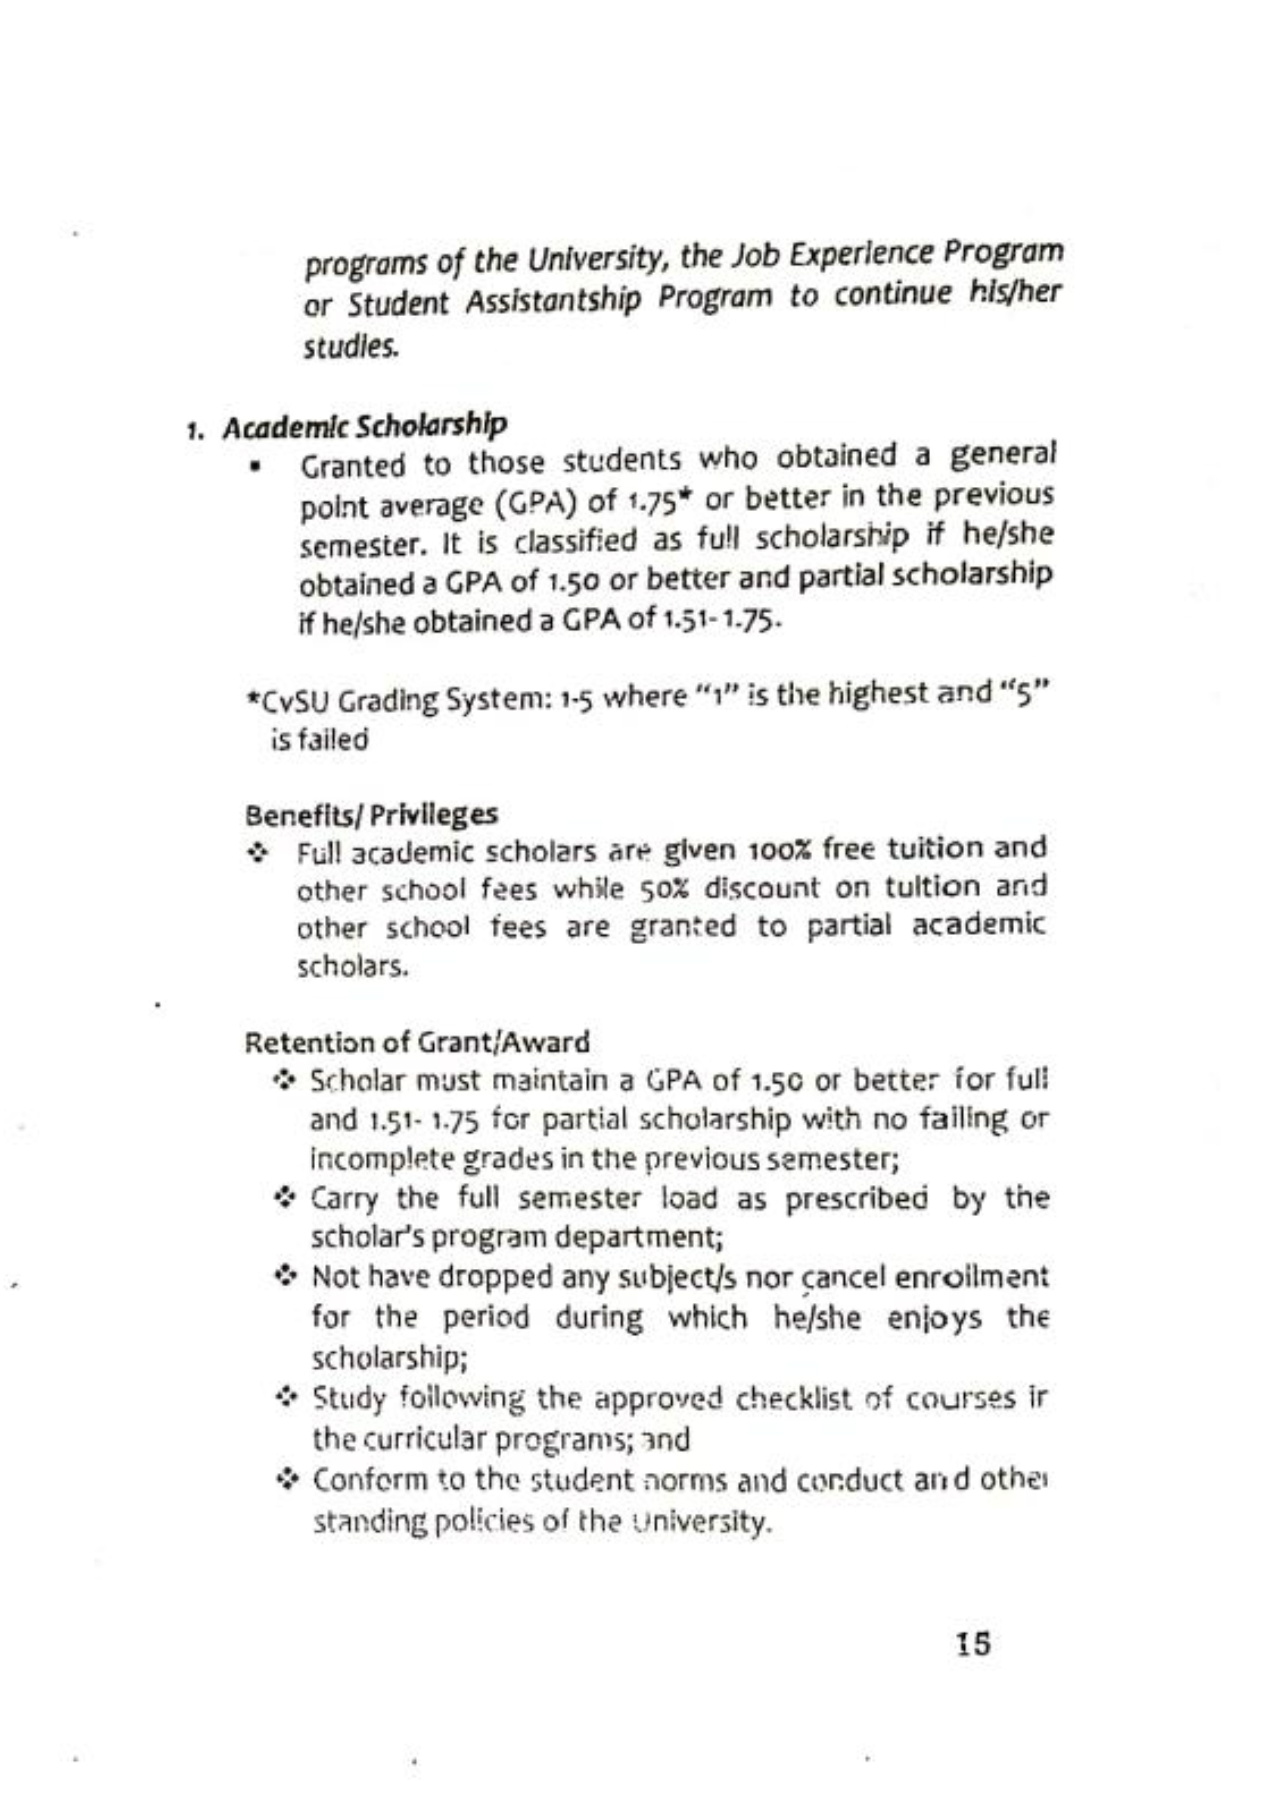 programs of the University, the Job Experience Program
or Student Assistantship Program to continue his/her
studies.
1. Academic Scholarship
▪ Granted to those students who obtained a general
point average (GPA) of 1.75* or better in the previous
semester. It is classified as full scholarship if he/she
obtained a GPA of 1.50 or better and partial scholarship
if he/she obtained a GPA of 1.51- 1.75.
*CvSU Grading System: 1-5 where “1” is the highest and “5”
is failed
Benefits/ Privileges
❖ Full academic scholars are given 100% free tuition and
other school fees while 50% discount on tuition and
other school fees are granted to partial academic
scholars.
Retention of Grant/Award
❖ Scholar must maintain a GPA of 1.50 or better for full
and 1.51- 1.75 for partial scholarship with no failing or
incomplete grades in the previous semester;
❖ Carry the full semester load as prescribed by the
scholar's program department;
❖ Not have dropped any subject/s nor cancel enrollment
for the period during which he/she enjoys the
scholarship;
❖ Study following the approved checklist of courses in
the curricular programs; and
❖ Conform to the student norms and conduct and other
standing policies of the University.
15